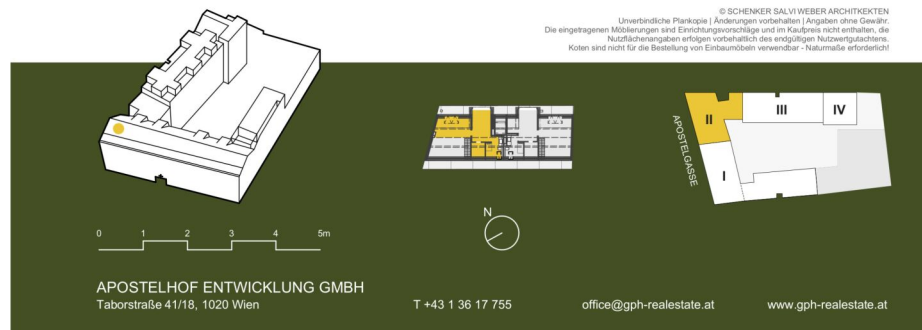 © SCHENKER SALVI WEBER ARCHITKEKTEN
Unverbindliche Plankopie | Änderungen vorbehalten | Angaben ohne Gewähr.
Die eingetragenen Möblierungen sind Einrichtungsvorschläge und im Kaufpreis nicht enthalten, die
Nutzflächenangaben erfolgen vorbehaltlich des endgültigen Nutzwertgutachtens.
Koten sind nicht für die Bestellung von Einbaumöbeln verwendbar - Naturmaße erforderlich!
II
III
IV
APOSTELGASSE
I
N
0 1 2 3 4 5m
APOSTELHOF ENTWICKLUNG GMBH
Taborstraße 41/18, 1020 Wien
T +43 1 36 17 755
office@gph-realestate.at
www.gph-realestate.at